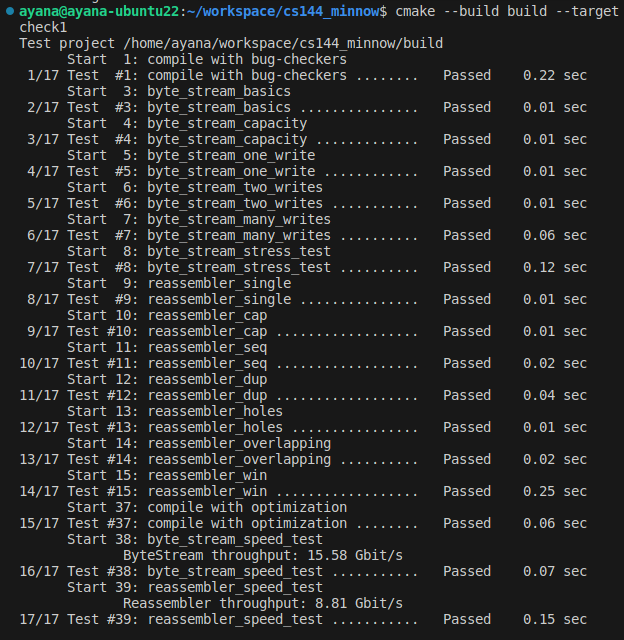 ayana@ayana-ubuntu22:~/workspace/cs144_minnow$ cmake --build build --target
check1
Test project /home/ayana/workspace/cs144_minnow/build
      Start  1: compile with bug-checkers
 1/17 Test  #1: compile with bug-checkers ........   Passed    0.22 sec
      Start  3: byte_stream_basics
 2/17 Test  #3: byte_stream_basics ...............   Passed    0.01 sec
      Start  4: byte_stream_capacity
 3/17 Test  #4: byte_stream_capacity .............   Passed    0.01 sec
      Start  5: byte_stream_one_write
 4/17 Test  #5: byte_stream_one_write ............   Passed    0.01 sec
      Start  6: byte_stream_two_writes
 5/17 Test  #6: byte_stream_two_writes ...........   Passed    0.01 sec
      Start  7: byte_stream_many_writes
 6/17 Test  #7: byte_stream_many_writes ..........   Passed    0.06 sec
      Start  8: byte_stream_stress_test
 7/17 Test  #8: byte_stream_stress_test ..........   Passed    0.12 sec
      Start  9: reassembler_single
 8/17 Test  #9: reassembler_single ...............   Passed    0.01 sec
      Start 10: reassembler_cap
 9/17 Test #10: reassembler_cap ..................   Passed    0.01 sec
      Start 11: reassembler_seq
10/17 Test #11: reassembler_seq ..................   Passed    0.02 sec
      Start 12: reassembler_dup
11/17 Test #12: reassembler_dup ..................   Passed    0.04 sec
      Start 13: reassembler_holes
12/17 Test #13: reassembler_holes ................   Passed    0.01 sec
      Start 14: reassembler_overlapping
13/17 Test #14: reassembler_overlapping ..........   Passed    0.02 sec
      Start 15: reassembler_win
14/17 Test #15: reassembler_win ..................   Passed    0.25 sec
      Start 37: compile with optimization
15/17 Test #37: compile with optimization ........   Passed    0.06 sec
      Start 38: byte_stream_speed_test
             ByteStream throughput: 15.58 Gbit/s
16/17 Test #38: byte_stream_speed_test ...........   Passed    0.07 sec
      Start 39: reassembler_speed_test
             Reassembler throughput: 8.81 Gbit/s
17/17 Test #39: reassembler_speed_test ...........   Passed    0.15 sec